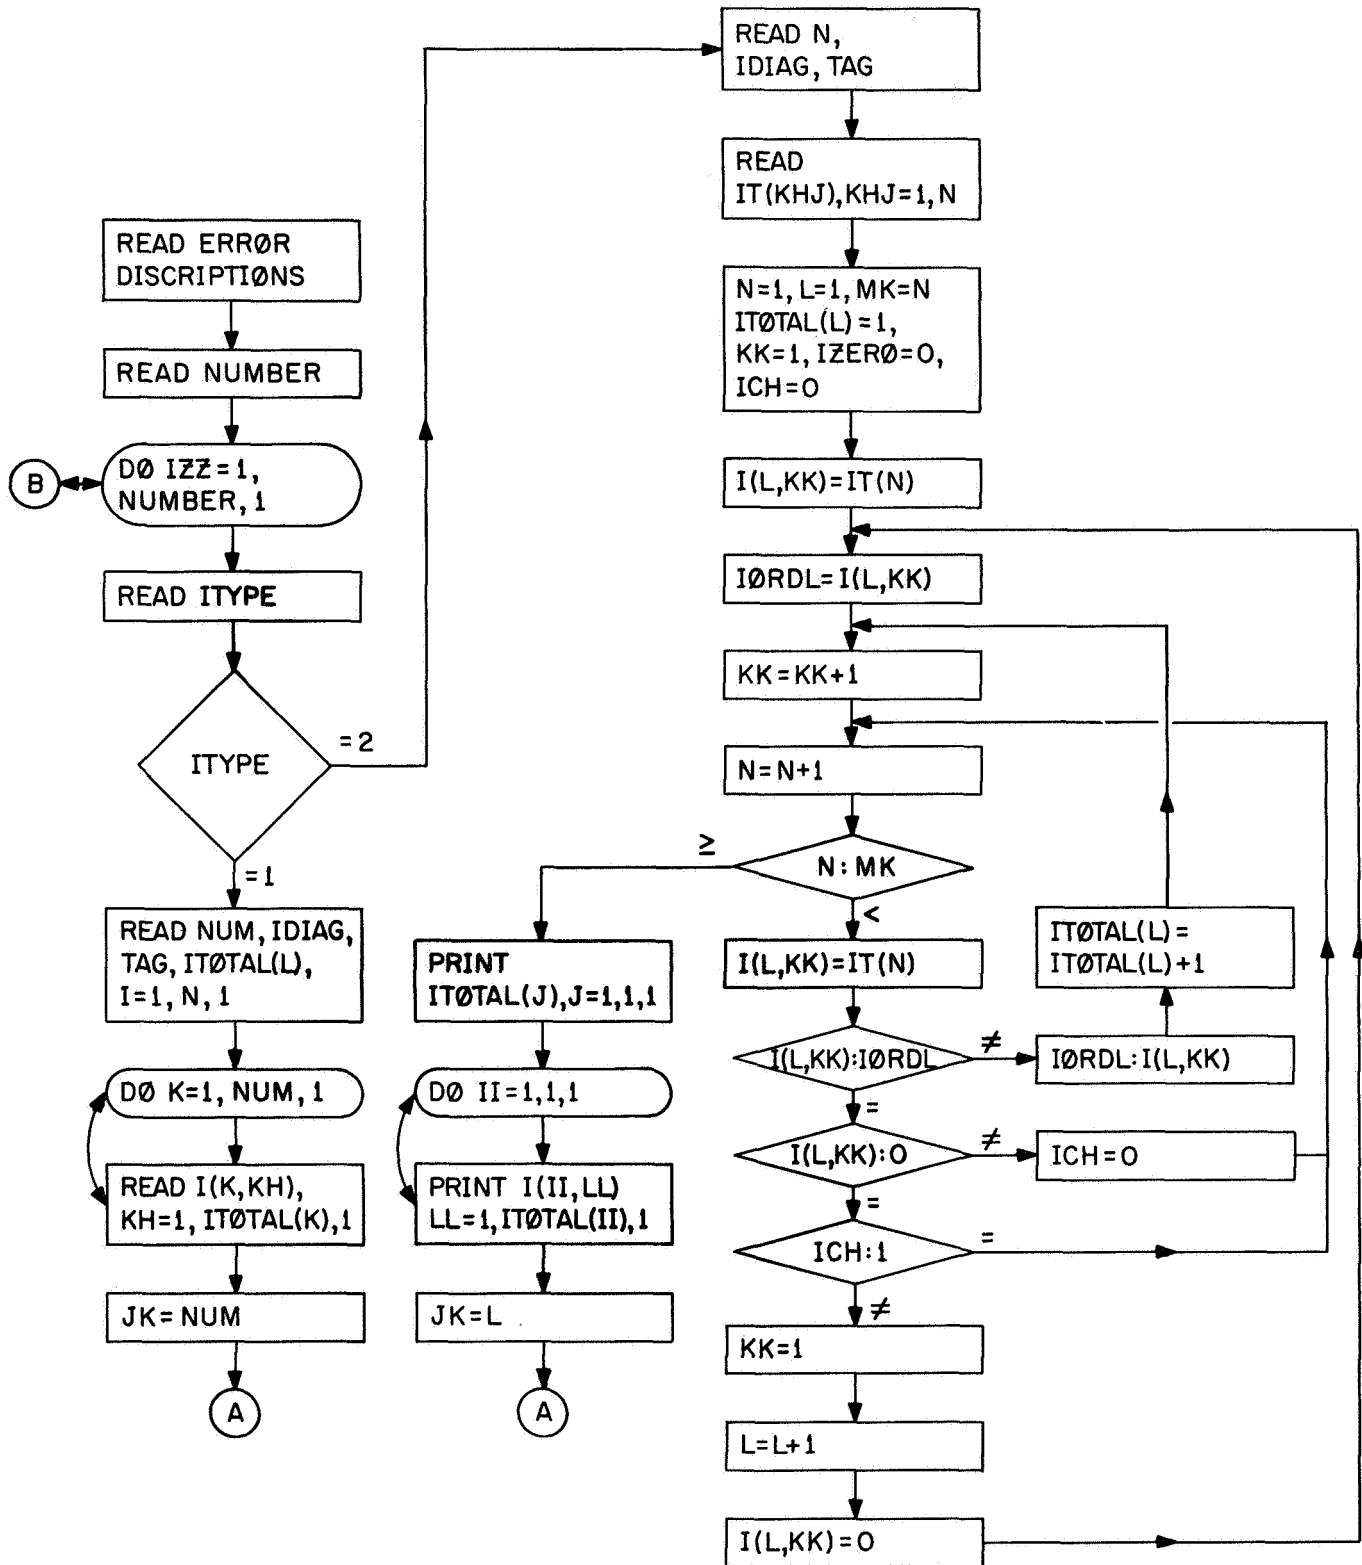 READ ERRØR
DISCRIPTIØNS
READ NUMBER
B
DØ IZZ=1,
NUMBER,1
READ ITYPE
ITYPE
=2
=1
READ NUM, IDIAG,
TAG, ITØTAL(L),
I=1, N, 1
DØ K=1, NUM, 1
READ I(K,KH),
KH=1, ITØTAL(K),1
JK=NUM
A
PRINT
ITØTAL(J),J=1,1,1
DØ II=1,1,1
PRINT I(II,LL)
LL=1,ITØTAL(II),1
JK=L
A
READ N,
IDIAG, TAG
READ
IT(KHJ),KHJ=1,N
N=1, L=1, MK=N
ITØTAL(L)=1,
KK=1, IZERØ=0,
ICH=0
I(L,KK)=IT(N)
IØRDL=I(L,KK)
KK=KK+1
N=N+1
N:MK
≥
<
I(L,KK)=IT(N)
I(L,KK):IØRDL
≠
IØRDL:I(L,KK)
ITØTAL(L)=
ITØTAL(L)+1
=
I(L,KK):0
≠
ICH=0
=
ICH:1
=
≠
KK=1
L=L+1
I(L,KK)=0